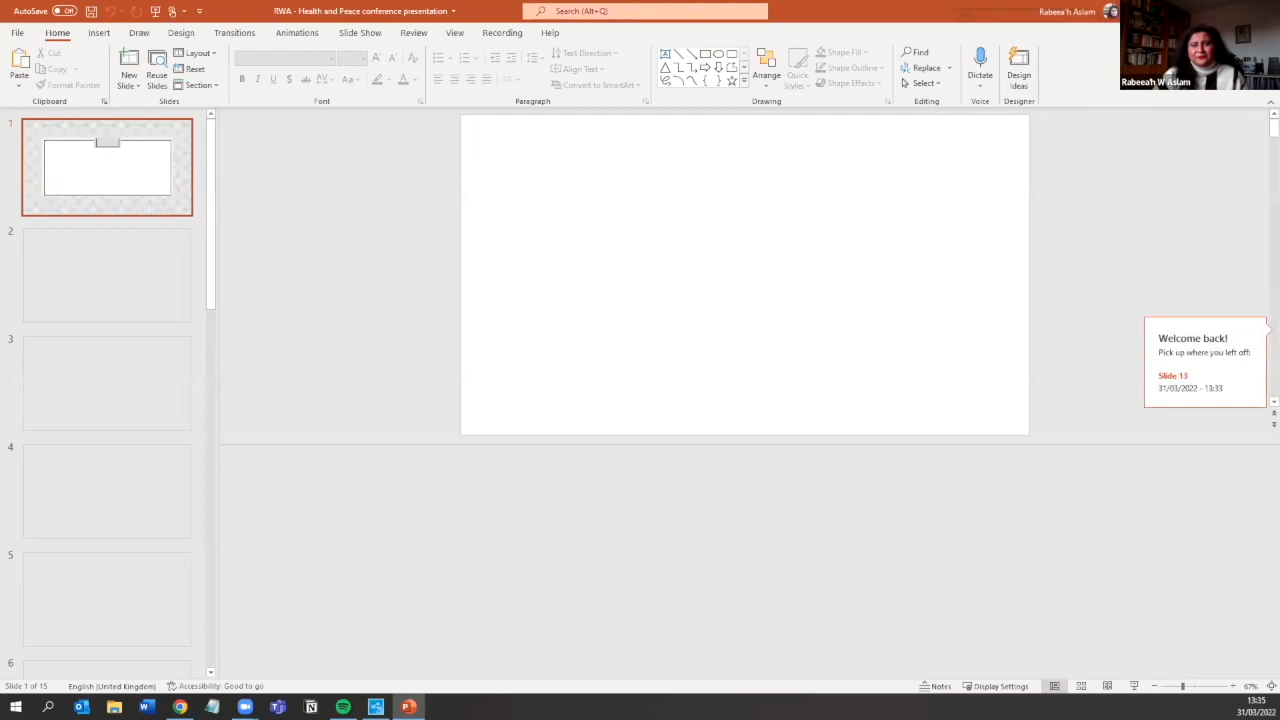 AutoSave Off
RWA - Health and Peace conference presentation
Search (Alt+Q)
Rabeea'h Aslam
File Home Insert Draw Design Transitions Animations Slide Show Review View Recording Help
Paste
Cut
Copy
Format Painter
Clipboard
New Slide
Reuse Slides
Layout
Reset
Section
Slides
B I U S AV Aa A
Font
Text Direction
Align Text
Convert to SmartArt
Paragraph
Arrange
Quick Styles
Shape Fill
Shape Outline
Shape Effects
Drawing
Find
Replace
Select
Editing
Dictate
Voice
Design Ideas
Designer
Rabeea'h W Aslam
1
2
3
4
5
6
Welcome back!
Pick up where you left off:
Slide 13
31/03/2022 - 13:33
Slide 1 of 15 English (United Kingdom) Accessibility: Good to go Notes Display Settings 67%
13:35
31/03/2022